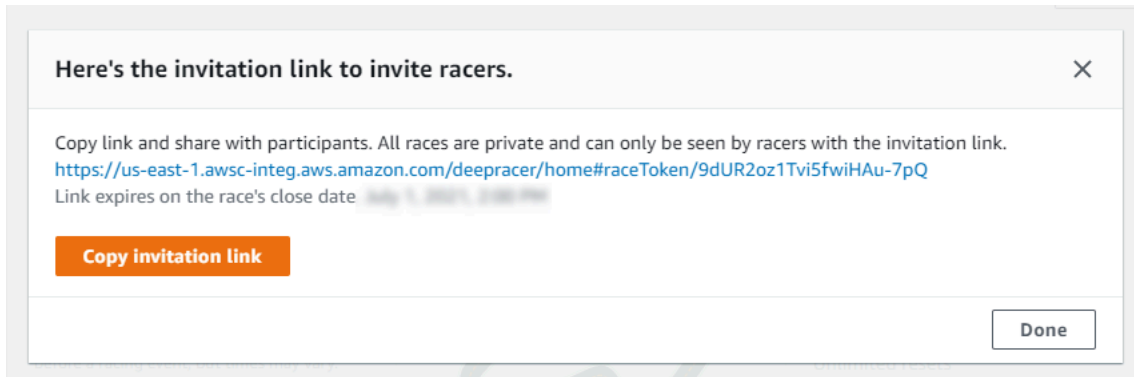 Here's the invitation link to invite racers.
Copy link and share with participants. All races are private and can only be seen by racers with the invitation link.
https://us-east-1.awsc-integ.aws.amazon.com/deepracer/home#raceToken/9dUR2oz1Tvi5fwiHAu-7pQ
Link expires on the race's close date
Copy invitation link
Done